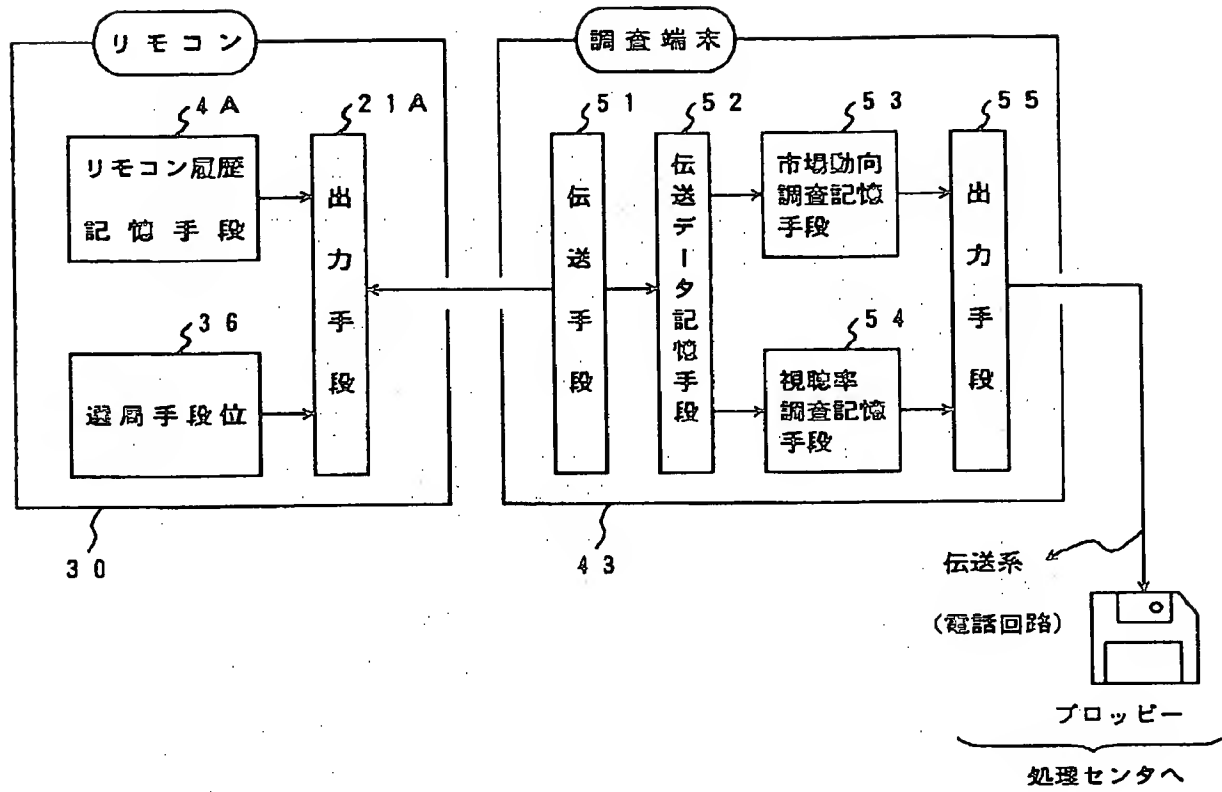 リモコン
4A
リモコン履歴
記憶手段
36
選局手段位
21A
出力手段
30
調査端末
51
伝送手段
52
伝送データ記憶手段
53
市場動向
調査記憶
手段
54
視聴率
調査記憶
手段
55
出力手段
43
伝送系
(電話回路)
プロッピー
処理センタへ